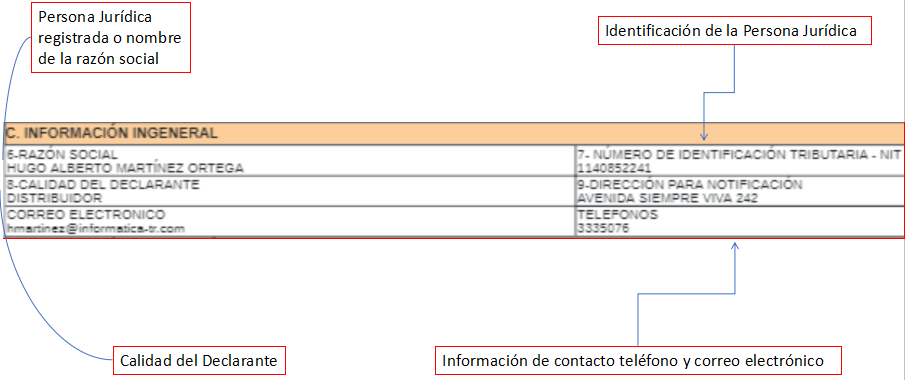 Persona Jurídica
registrada o nombre
de la razón social
Identificación de la Persona Jurídica
C. INFORMACIÓN INGENERAL
6-RAZÓN SOCIAL
HUGO ALBERTO MARTÍNEZ ORTEGA
7- NÚMERO DE IDENTIFICACIÓN TRIBUTARIA - NIT
1140852241
8-CALIDAD DEL DECLARANTE
DISTRIBUIDOR
9-DIRECCIÓN PARA NOTIFICACIÓN
AVENIDA SIEMPRE VIVA 242
CORREO ELECTRONICO
hmartinez@informatica-tr.com
TELEFONOS
3335076
Calidad del Declarante
Información de contacto teléfono y correo electrónico